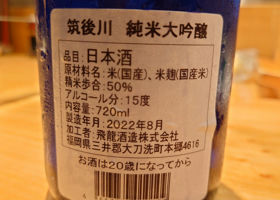 筑後川 純米大吟醸
品目：日本酒
原材料名：米（国産）、米麹（国産米）
精米歩合：50％
アルコール分：15度
内容量：720ml
製造年月：2022年8月
加工者：飛龍酒造株式会社
福岡県三井郡大刀洗町本郷4616
お酒は20歳になってから